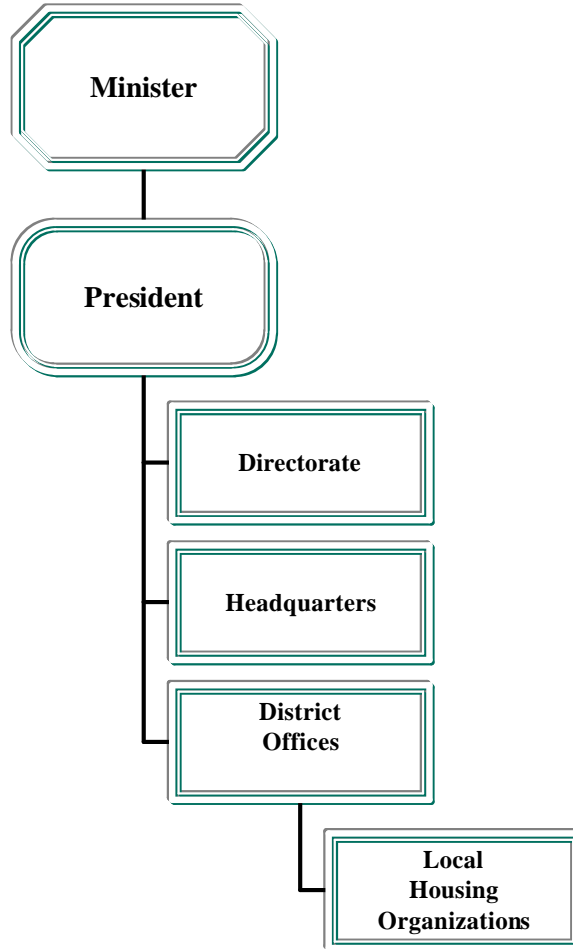 Minister
President
Directorate
Headquarters
District
Offices
Local
Housing
Organizations